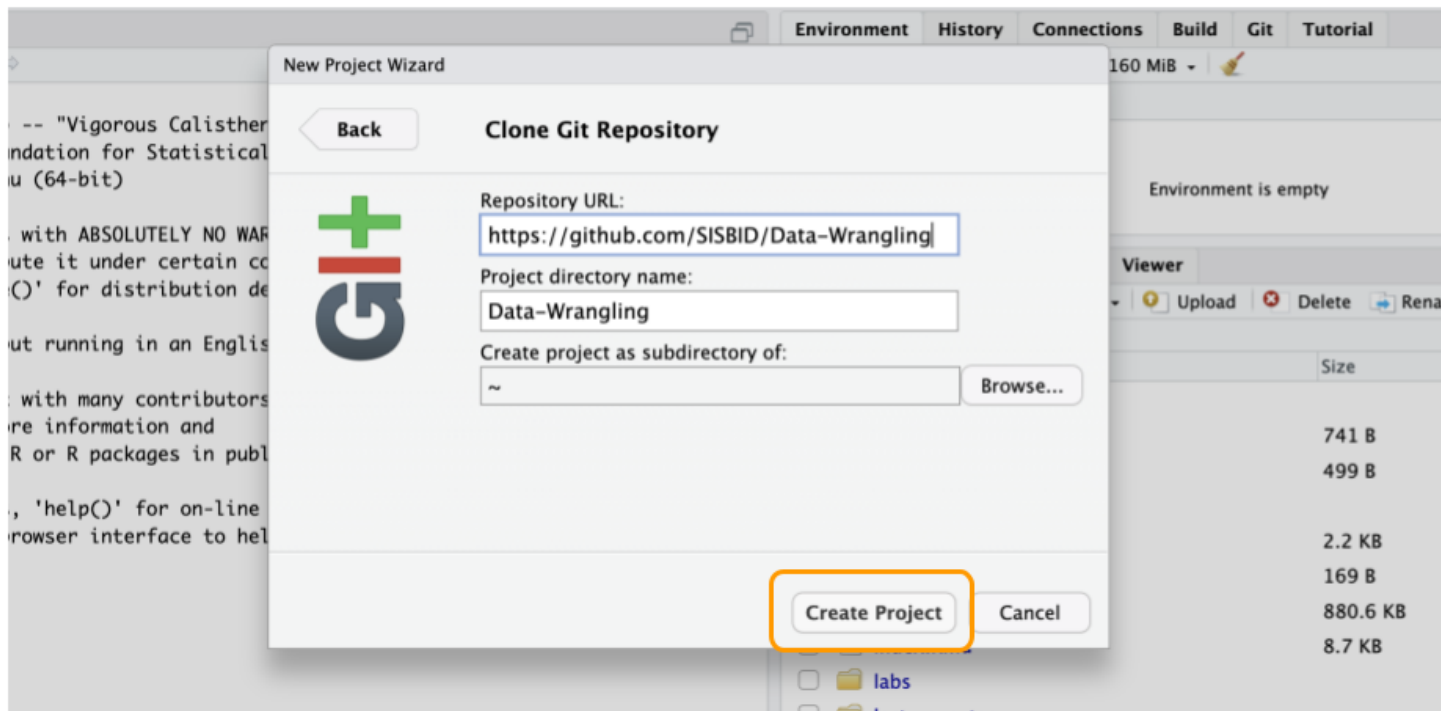 Environment History Connections Build Git Tutorial
New Project Wizard
160 MiB
-- "Vigorous Calisther
ndation for Statistical
u (64-bit)
Back
Clone Git Repository
Environment is empty
Repository URL:
https://github.com/SISBID/Data-Wrangling
with ABSOLUTELY NO WAR
ute it under certain co
()' for distribution de
Project directory name:
Data-Wrangling
GIt
Viewer
Upload Delete Rena
ut running in an Englis
Create project as subdirectory of:
~
Browse...
Size
with many contributors
re information and
R or R packages in publ
741 B
499 B
, 'help()' for on-line
rowser interface to hel
2.2 KB
169 B
Create Project
Cancel
880.6 KB
8.7 KB
labs